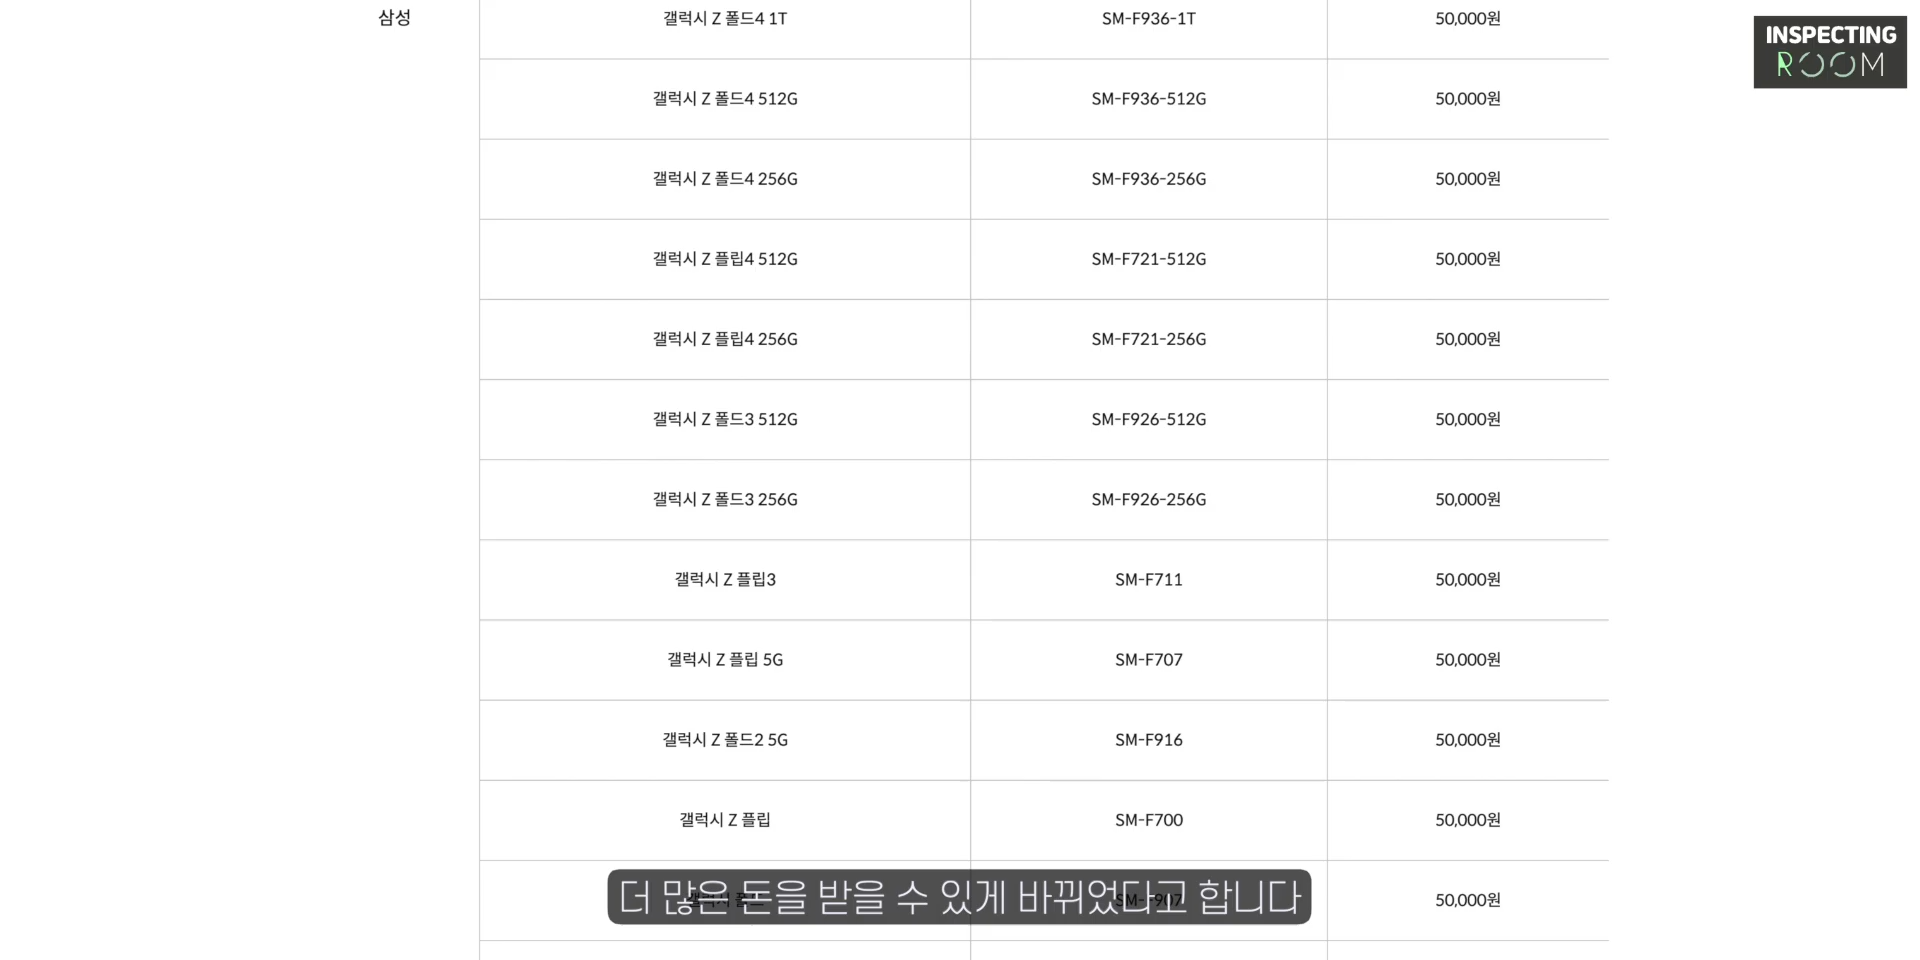 삼성
갤럭시 Z 폴드4 1T SM-F936-1T 50,000원
INSPECTING
ROOM
갤럭시 Z 폴드4 512G SM-F936-512G 50,000원
갤럭시 Z 폴드4 256G SM-F936-256G 50,000원
갤럭시 Z 플립4 512G SM-F721-512G 50,000원
갤럭시 Z 플립4 256G SM-F721-256G 50,000원
갤럭시 Z 폴드3 512G SM-F926-512G 50,000원
갤럭시 Z 폴드3 256G SM-F926-256G 50,000원
갤럭시 Z 플립3 SM-F711 50,000원
갤럭시 Z 플립 5G SM-F707 50,000원
갤럭시 Z 폴드2 5G SM-F916 50,000원
갤럭시 Z 플립 SM-F700 50,000원
50,000원
더 많은 돈을 받을 수 있게 바뀌었다고 합니다